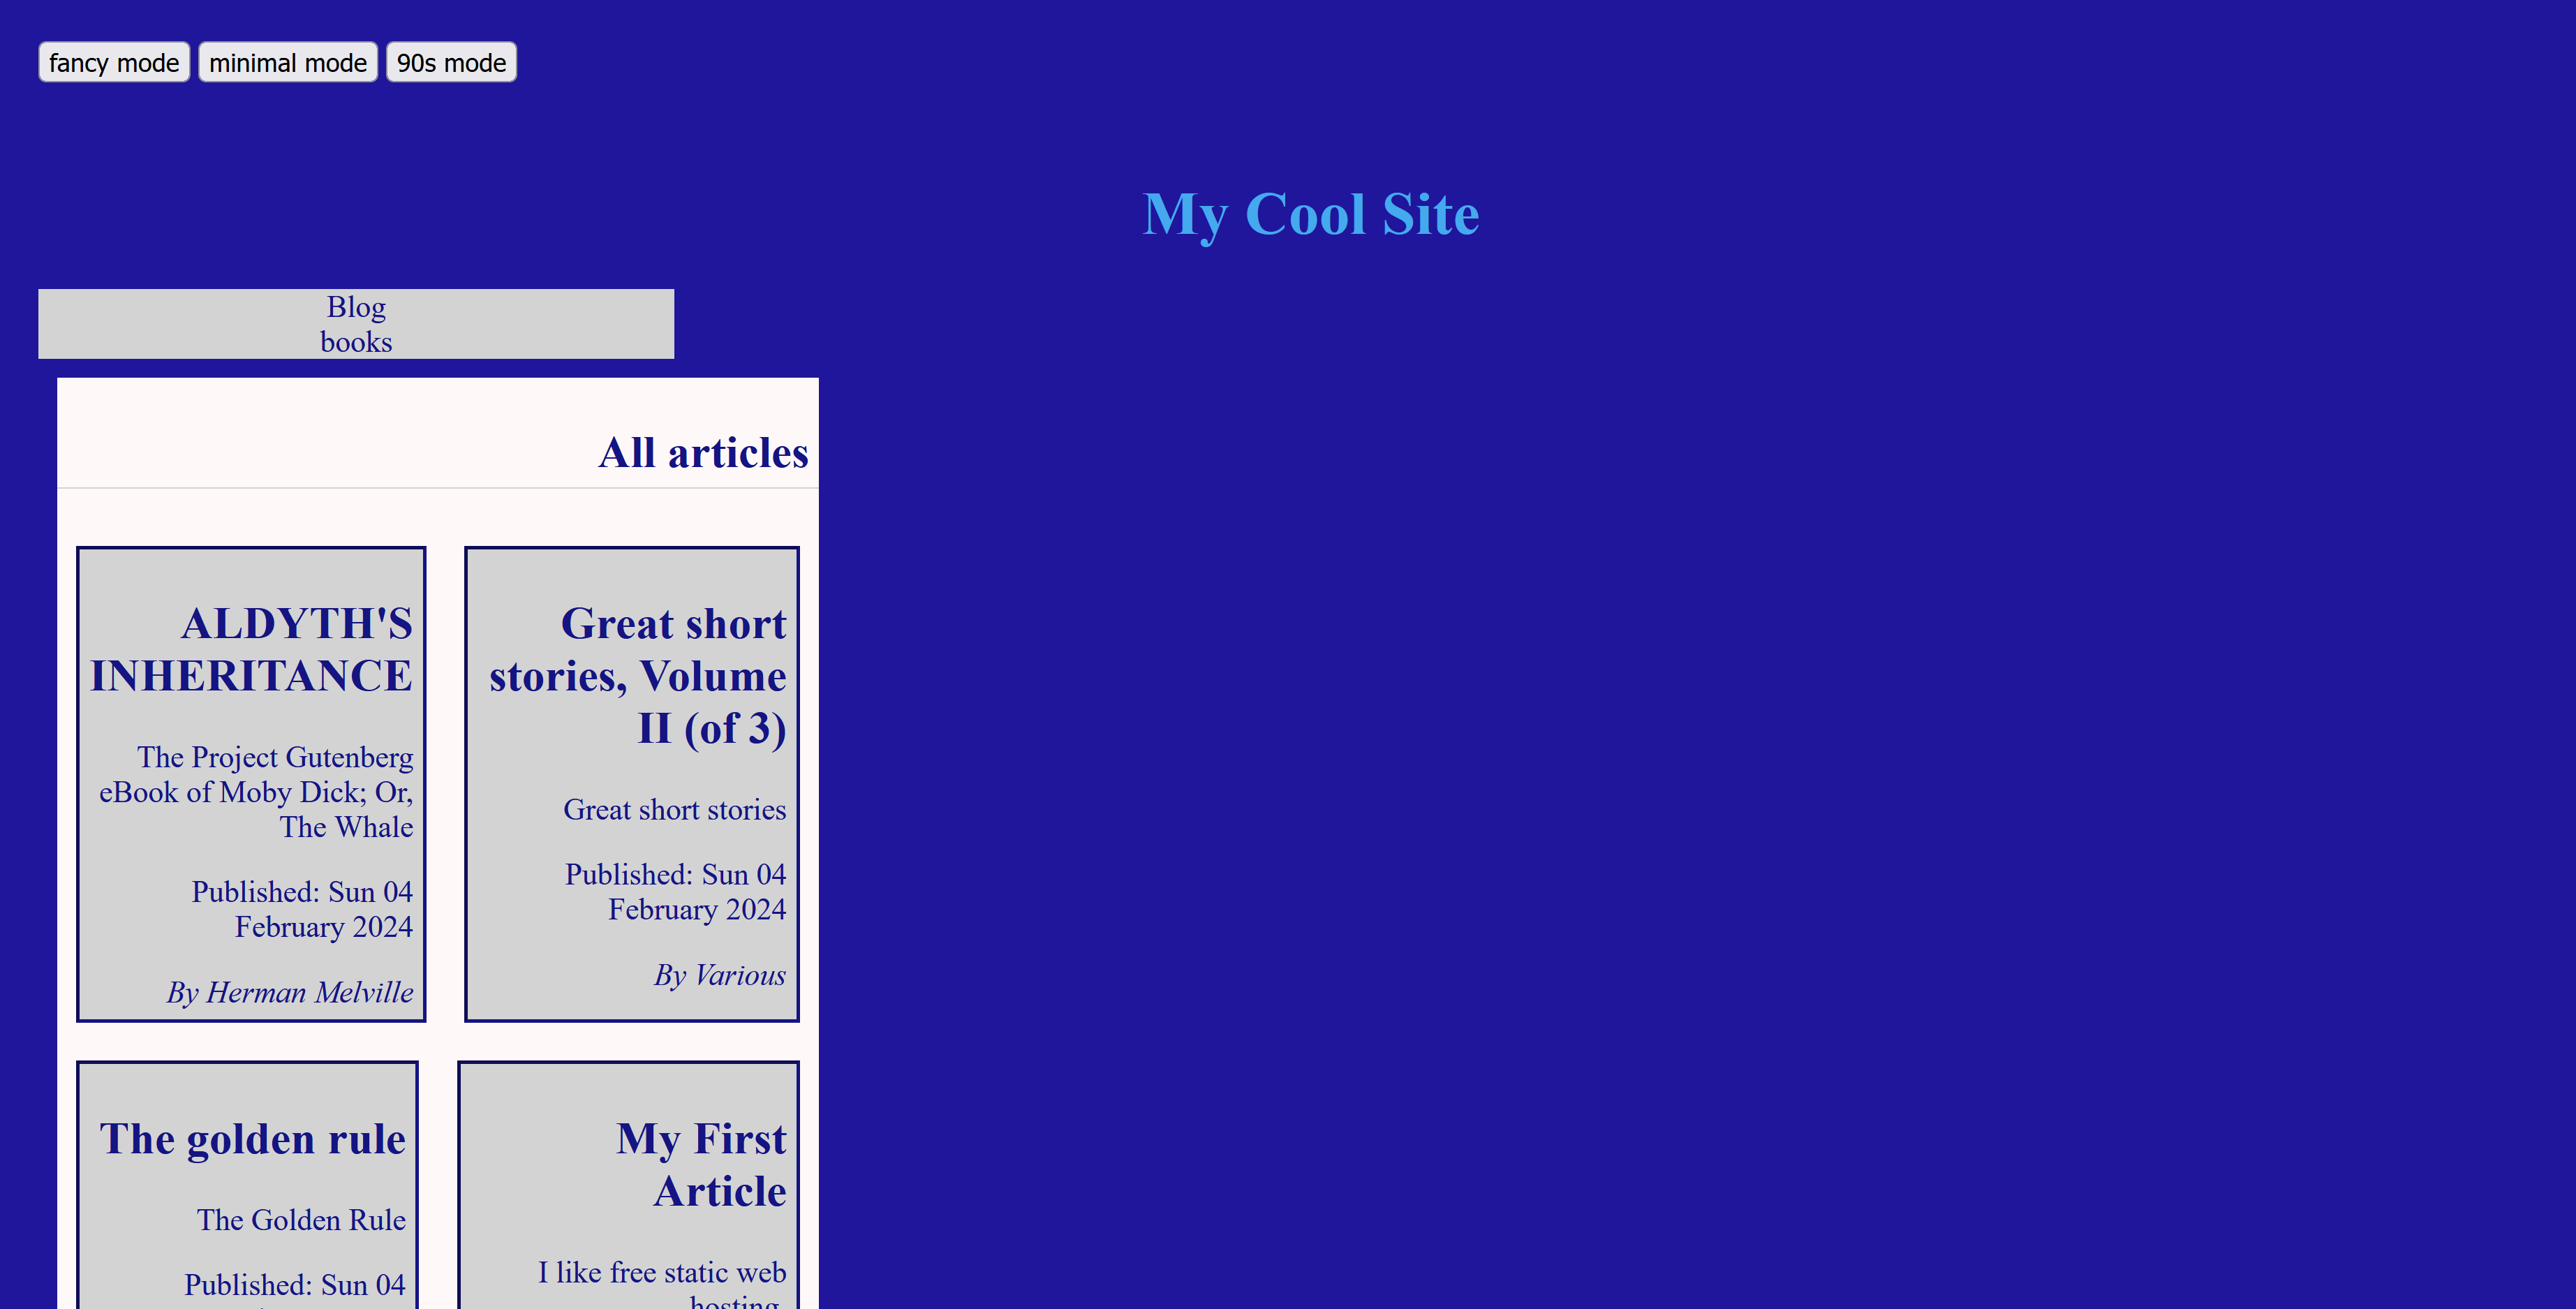 fancy mode minimal mode 90s mode
My Cool Site
Blog
books
All articles
ALDYTH'S
INHERITANCE
The Project Gutenberg
eBook of Moby Dick; Or,
The Whale
Published: Sun 04
February 2024
By Herman Melville
Great short
stories, Volume
II (of 3)
Great short stories
Published: Sun 04
February 2024
By Various
The golden rule
The Golden Rule
Published: Sun 04
My First
Article
I like free static web
hosting.